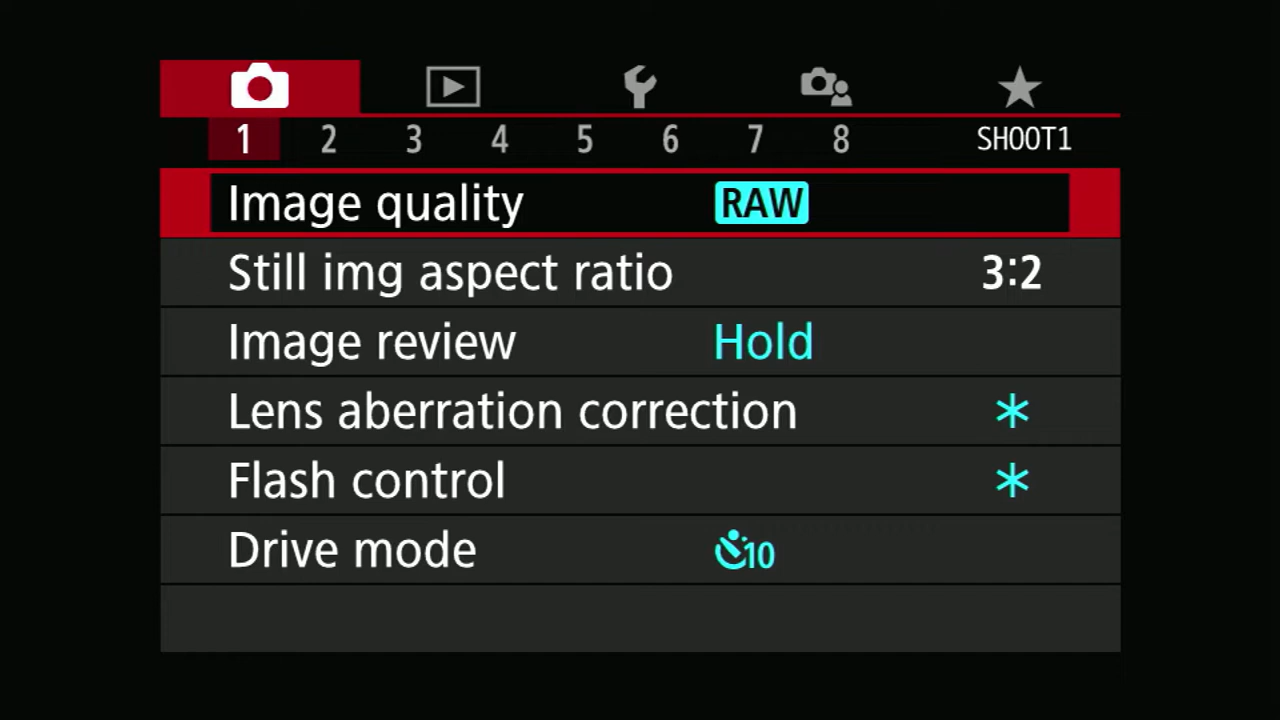 1 2 3 4 5 6 7 8 SHOOT1
Image quality RAW
Still img aspect ratio 3:2
Image review Hold
Lens aberration correction *
Flash control *
Drive mode 10